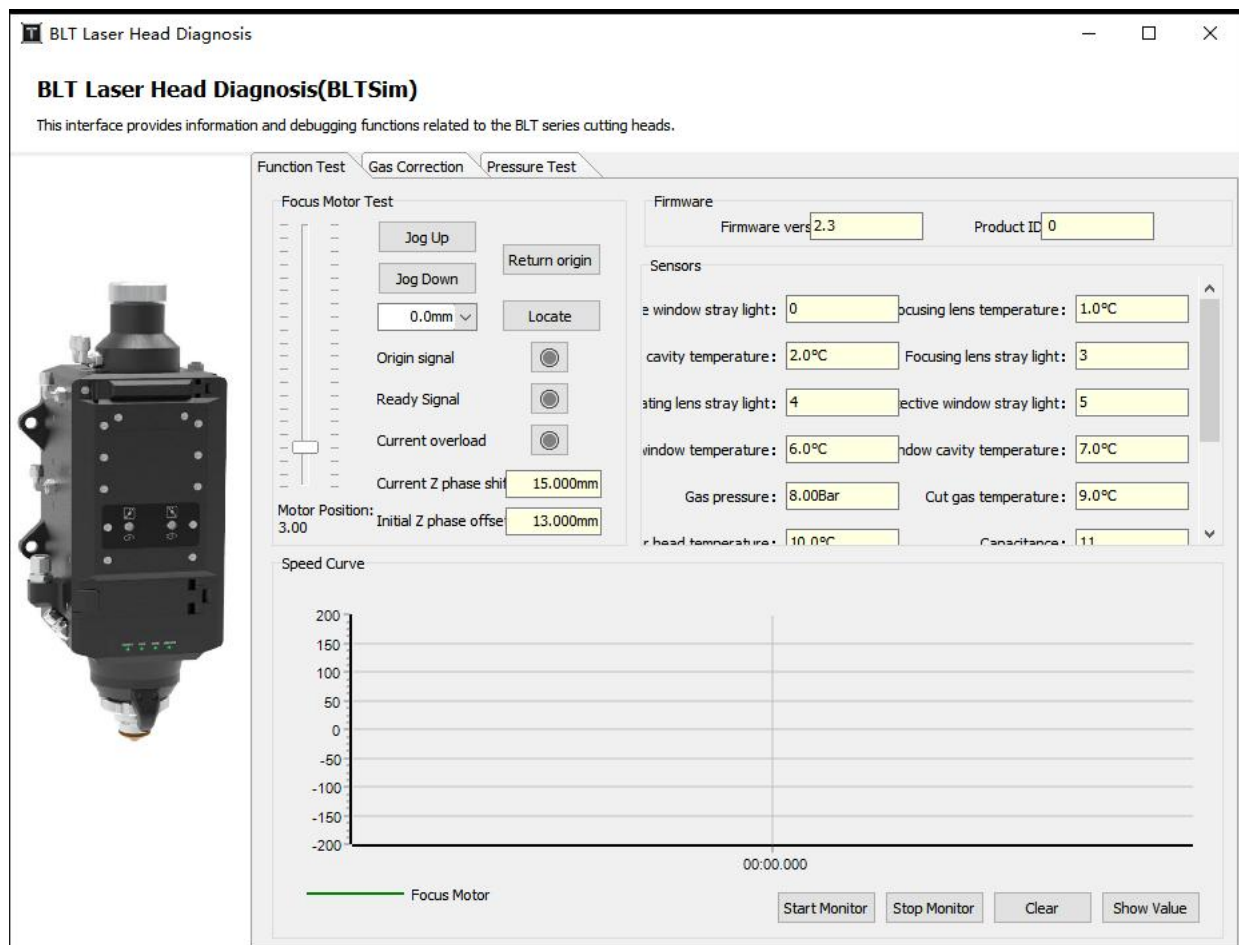 BLT Laser Head Diagnosis
BLT Laser Head Diagnosis(BLTSim)
This interface provides information and debugging functions related to the BLT series cutting heads.
Function Test Gas Correction Pressure Test
Focus Motor Test
Jog Up
Jog Down
Return origin
0.0mm Locate
Origin signal
Ready Signal
Current overload
Current Z phase shif 15.000mm
Motor Position:
3.00
Initial Z phase offse 13.000mm
Firmware
Firmware vers 2.3 Product ID 0
Sensors
e window stray light: 0 ocusing lens temperature: 1.0°C
cavity temperature: 2.0°C Focusing lens stray light: 3
ating lens stray light: 4 ective window stray light: 5
window temperature: 6.0°C ndow cavity temperature: 7.0°C
Gas pressure: 8.00Bar Cut gas temperature: 9.0°C
r head temperature: 10.0°C Capacitance: 11
Speed Curve
200
150
100
50
0
-50
-100
-150
-200
00:00.000
Focus Motor
Start Monitor Stop Monitor Clear Show Value